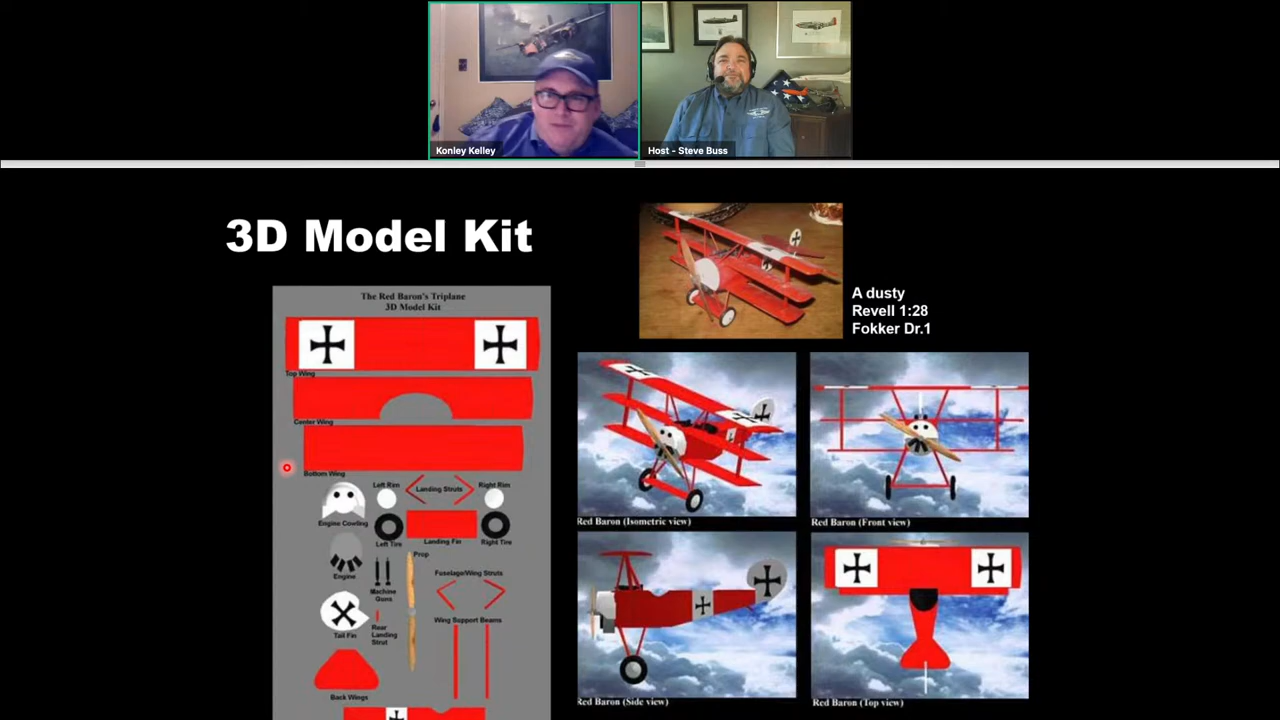 Konley Kelley
Host - Steve Buss
3D Model Kit
A dusty
Revell 1:28
Fokker Dr.1
The Red Baron's Triplane
3D Model Kit
Top Wing
Center Wing
Bottom Wing
Left Rim
Landing Struts
Right Rim
Engine Cowling
Left Tire
Landing Fin
Right Tire
Engine
Machine
Guns
Prop
Fuselage/Wing Struts
Tail Fin
Rear
Landing
Strut
Wing Support Beams
Back Wings
Red Baron (Isometric view)
Red Baron (Front view)
Red Baron (Side view)
Red Baron (Top view)